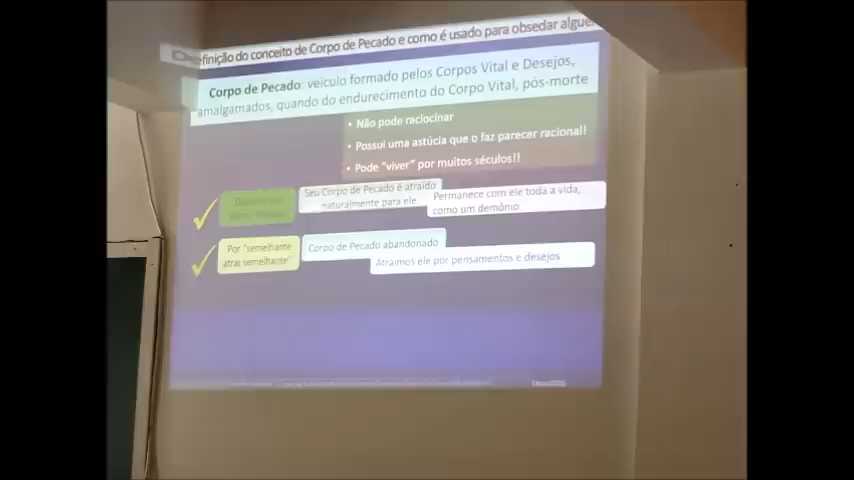 Definição do conceito de Corpo de Pecado e como é usado para obsedar algué
Corpo de Pecado: veículo formado pelos Corpos Vital e Desejos,
amalgamados, quando do endurecimento do Corpo Vital, pós-morte
• Não pode raciocinar
• Possui uma astúcia que o faz parecer racional!
• Pode "viver" por muitos séculos!!
Seu Corpo de Pecado é atraído
naturalmente para ele
Permanece com ele toda a vida,
como um demônio
Por "semelhante
atrai semelhante"
Corpo de Pecado abandonado
Atraímos ele por pensamentos e desejos